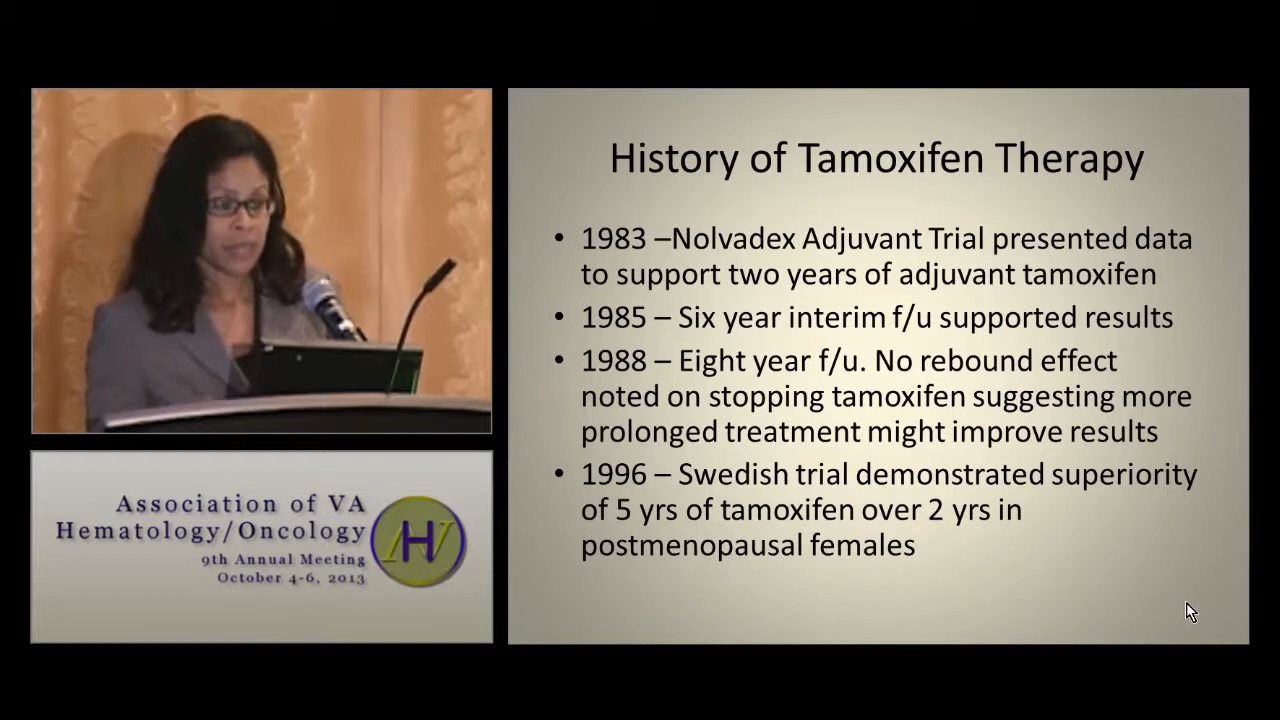 History of Tamoxifen Therapy
• 1983 –Nolvadex Adjuvant Trial presented data
to support two years of adjuvant tamoxifen
• 1985 – Six year interim f/u supported results
• 1988 – Eight year f/u. No rebound effect
noted on stopping tamoxifen suggesting more
prolonged treatment might improve results
• 1996 – Swedish trial demonstrated superiority
of 5 yrs of tamoxifen over 2 yrs in
postmenopausal females
Association of VA
Hematology/Oncology
9th Annual Meeting
October 4-6, 2013
H